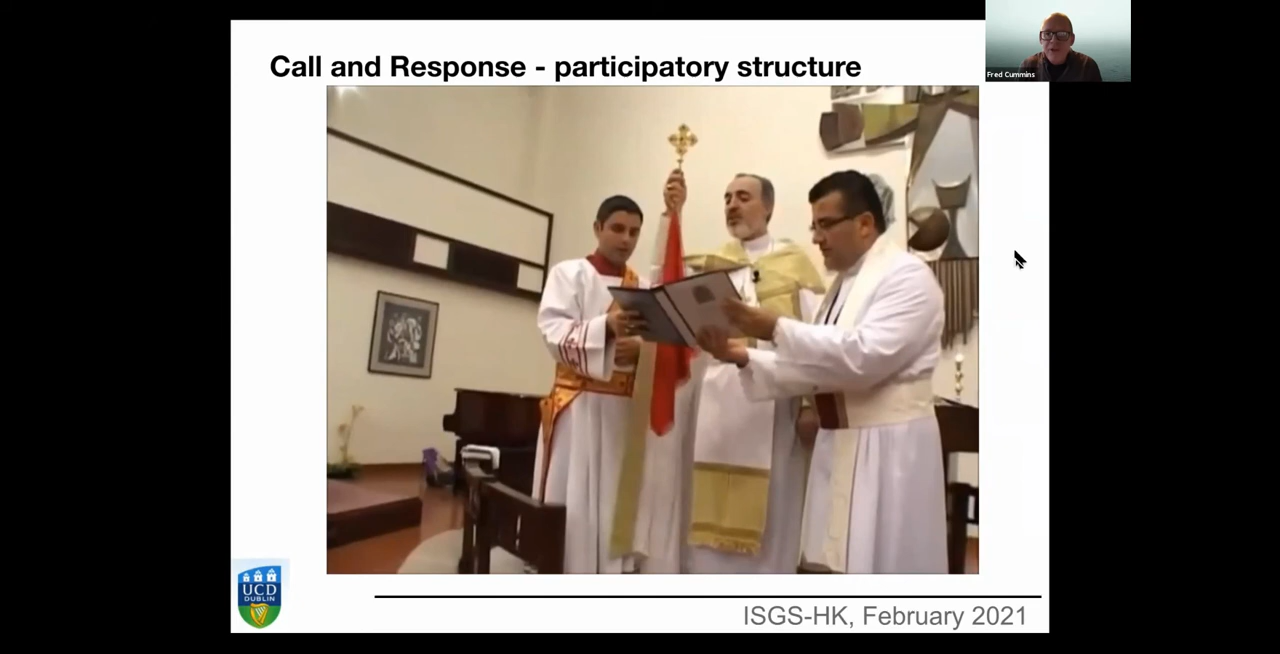 Call and Response - participatory structure
Fred Cummins
UCD
DUBLIN
ISGS-HK, February 2021